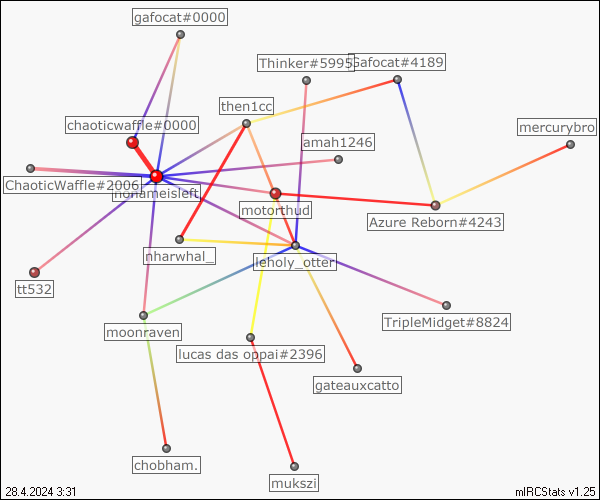 gafocat#0000
Thinker#5995
Gafocat#4189
then1cc
chaoticwaffle#0000
mercurybro
amah1246
ChaoticWaffle#2006
nonameisleft
motorthud
Azure Reborn#4243
nharwhal_
leholy_otter
tt532
moonraven
TripleMidget#8824
lucas das oppai#2396
gateauxcatto
chobham.
mukszi
28.4.2024 3:31
mIRCStats v1.25